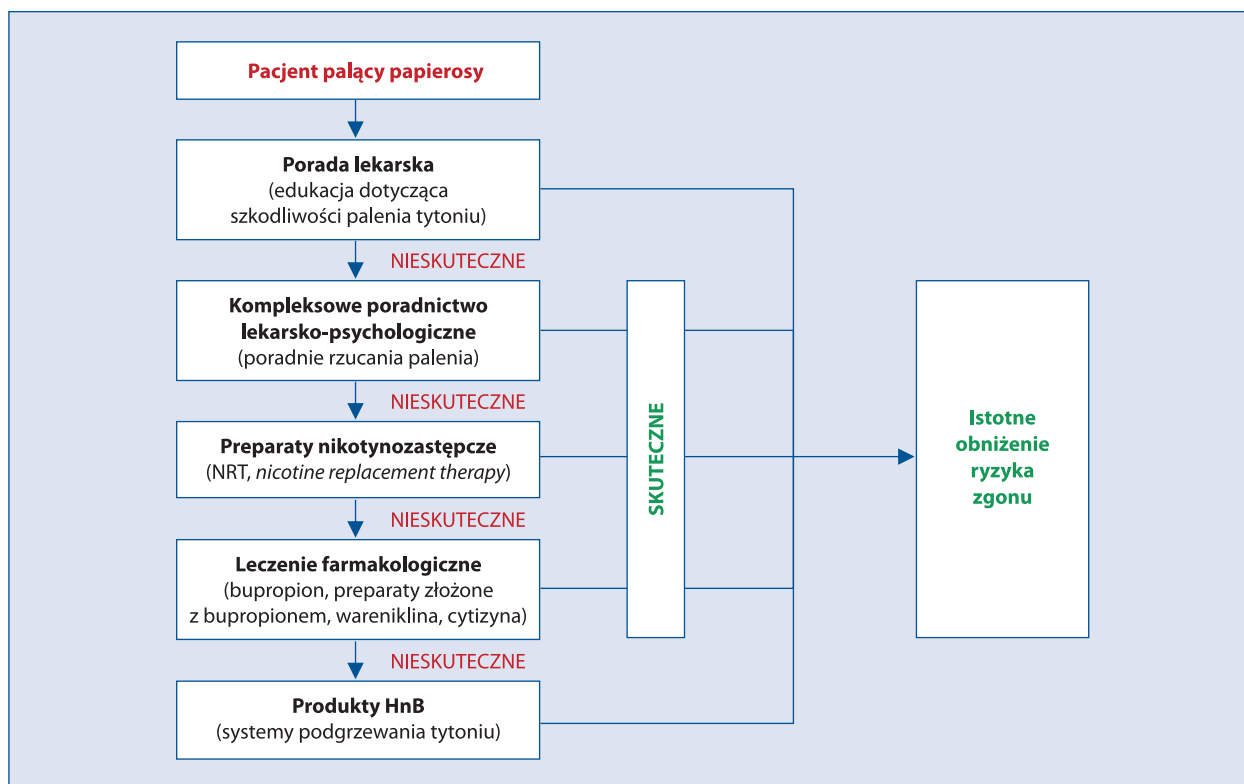 Pacjent palący papierosy
Porada lekarska
(edukacja dotycząca
szkodliwości palenia tytoniu)
NIESKUTECZNE
Kompleksowe poradnictwo
lekarsko-psychologiczne
(poradnie rzucania palenia)
NIESKUTECZNE
Preparaty nikotynozastępcze
(NRT, nicotine replacement therapy)
NIESKUTECZNE
Leczenie farmakologiczne
(bupropion, preparaty złożone
z bupropionem, wareniklina, cytizyna)
NIESKUTECZNE
Produkty HnB
(systemy podgrzewania tytoniu)
SKUTECZNE
Istotne
obniżenie
ryzyka
zgonu